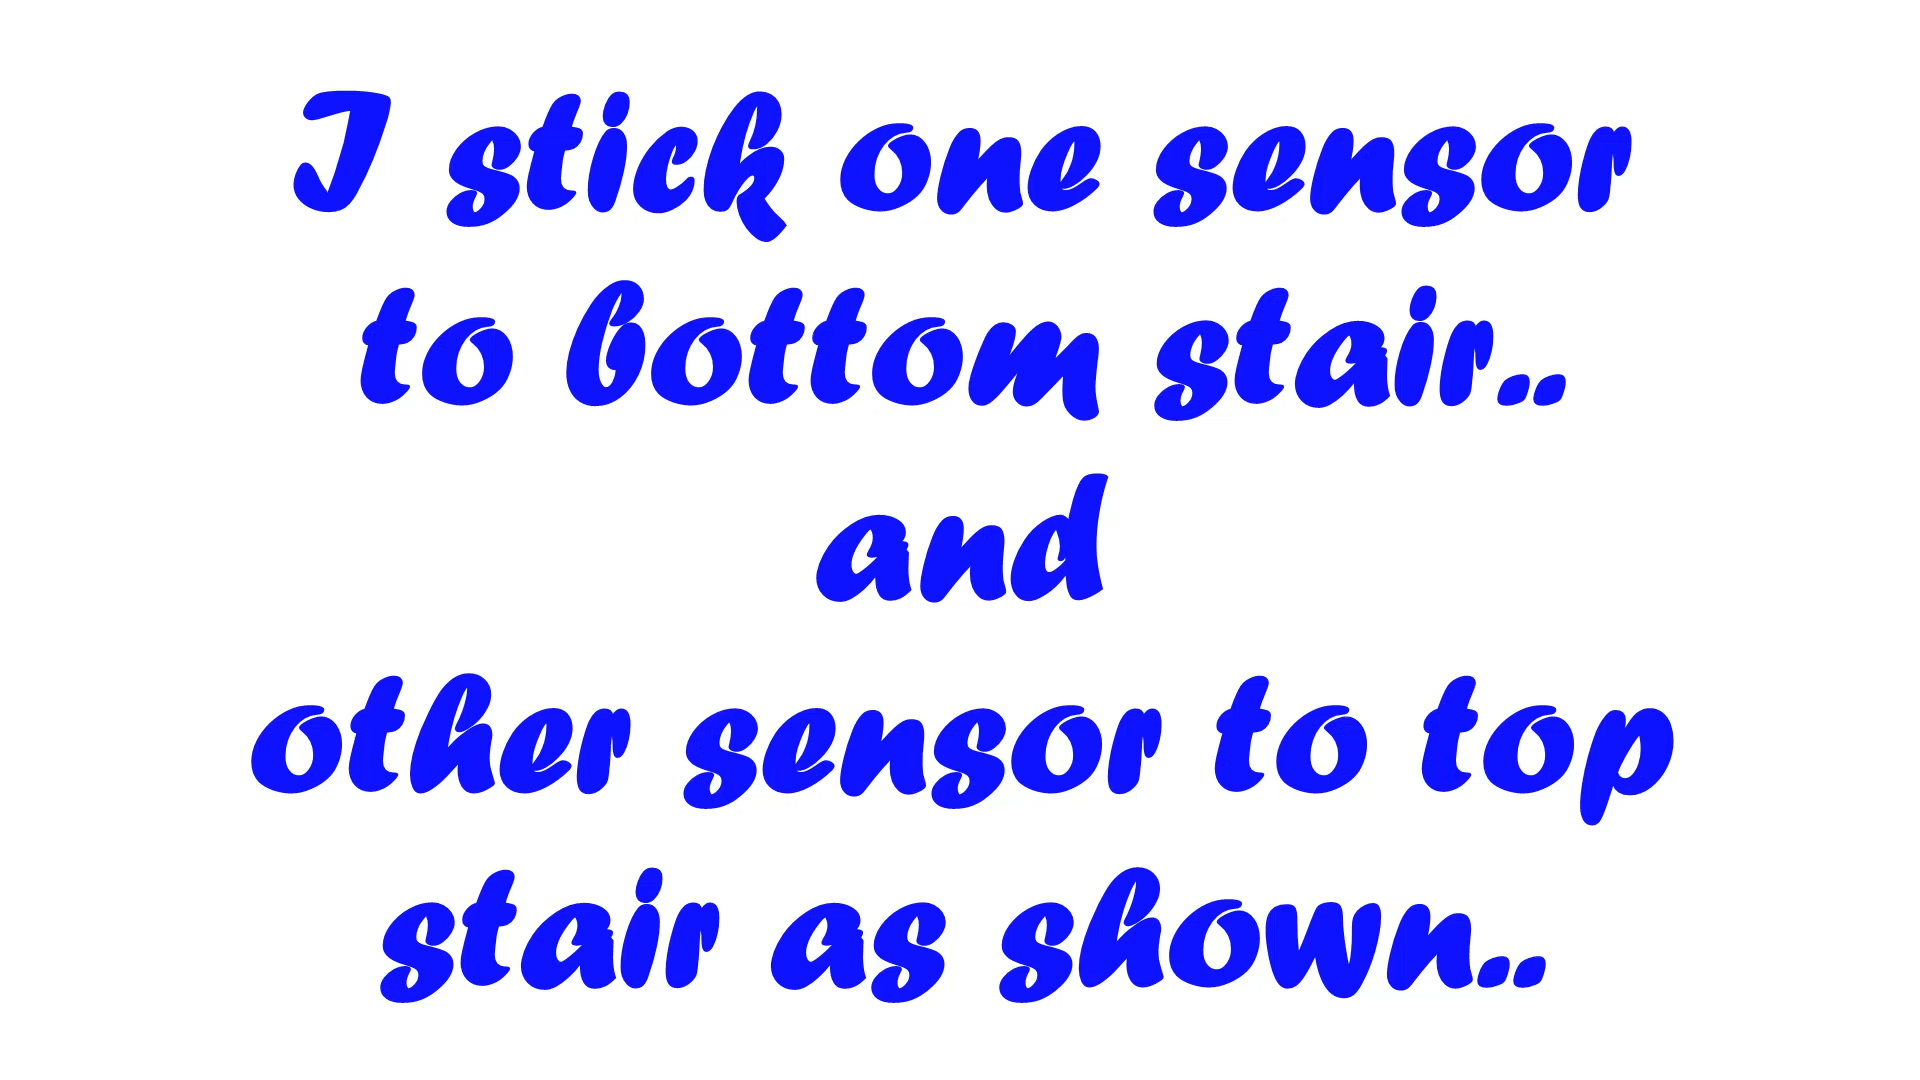 I stick one sensor
to bottom stair..
and
other sensor to top
stair as shown..